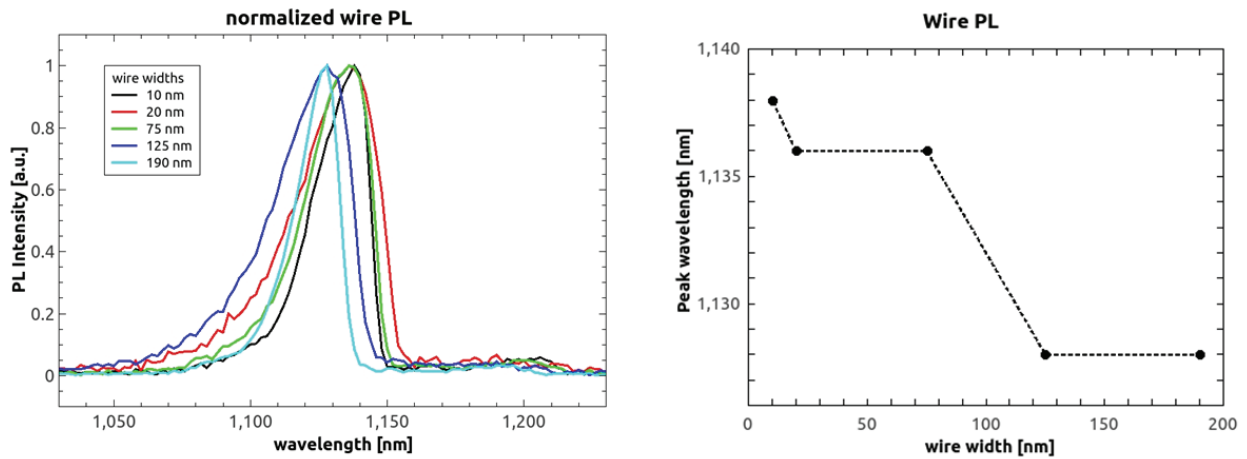 normalized wire PL
PL Intensity [a.u.]
1
0.8
0.6
0.4
0.2
0
wire widths
10 nm
20 nm
75 nm
125 nm
190 nm
1,050
1,100
1,150
1,200
wavelength [nm]
Wire PL
Peak wavelength [nm]
1,140
1,135
1,130
0
50
100
150
200
wire width [nm]